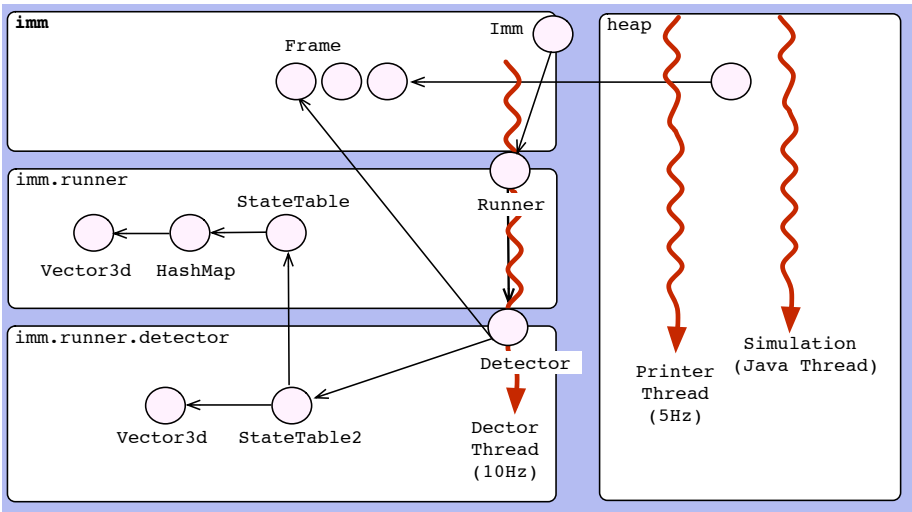 imm
Imm
Frame
heap
imm.runner
StateTable
Runner
Vector3d
HashMap
imm.runner.detector
Detector
Vector3d
StateTable2
Dector
Thread
(10Hz)
Printer
Thread
(5Hz)
Simulation
(Java Thread)